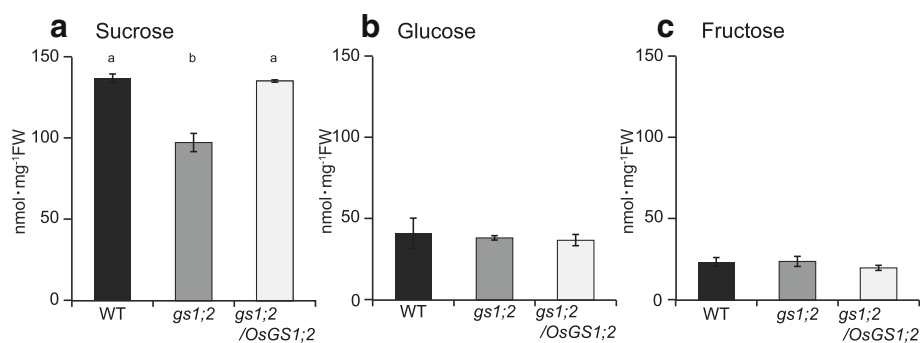 a Sucrose
150
100
50
0
nmol·mg⁻¹FW
a
b
a
WT
gs1;2
gs1;2
/OsGS1;2
b Glucose
150
100
50
0
nmol·mg⁻¹FW
WT
gs1;2
gs1;2
/OsGS1;2
c Fructose
150
100
50
0
nmol·mg⁻¹FW
WT
gs1;2
gs1;2
/OsGS1;2